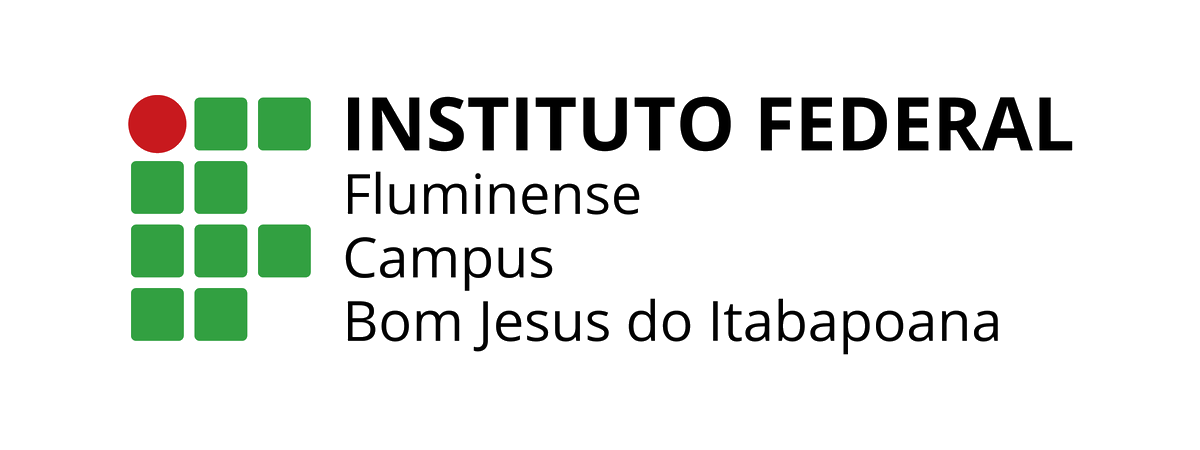 INSTITUTO FEDERAL
Fluminense
Campus
Bom Jesus do Itabapoana